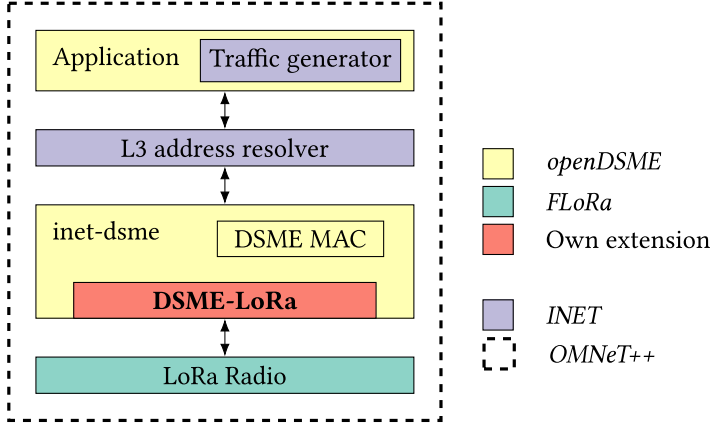 Application
Traffic generator
L3 address resolver
inet-dsme
DSME MAC
DSME-LoRa
LoRa Radio
openDSME
FLoRa
Own extension
INET
OMNeT++